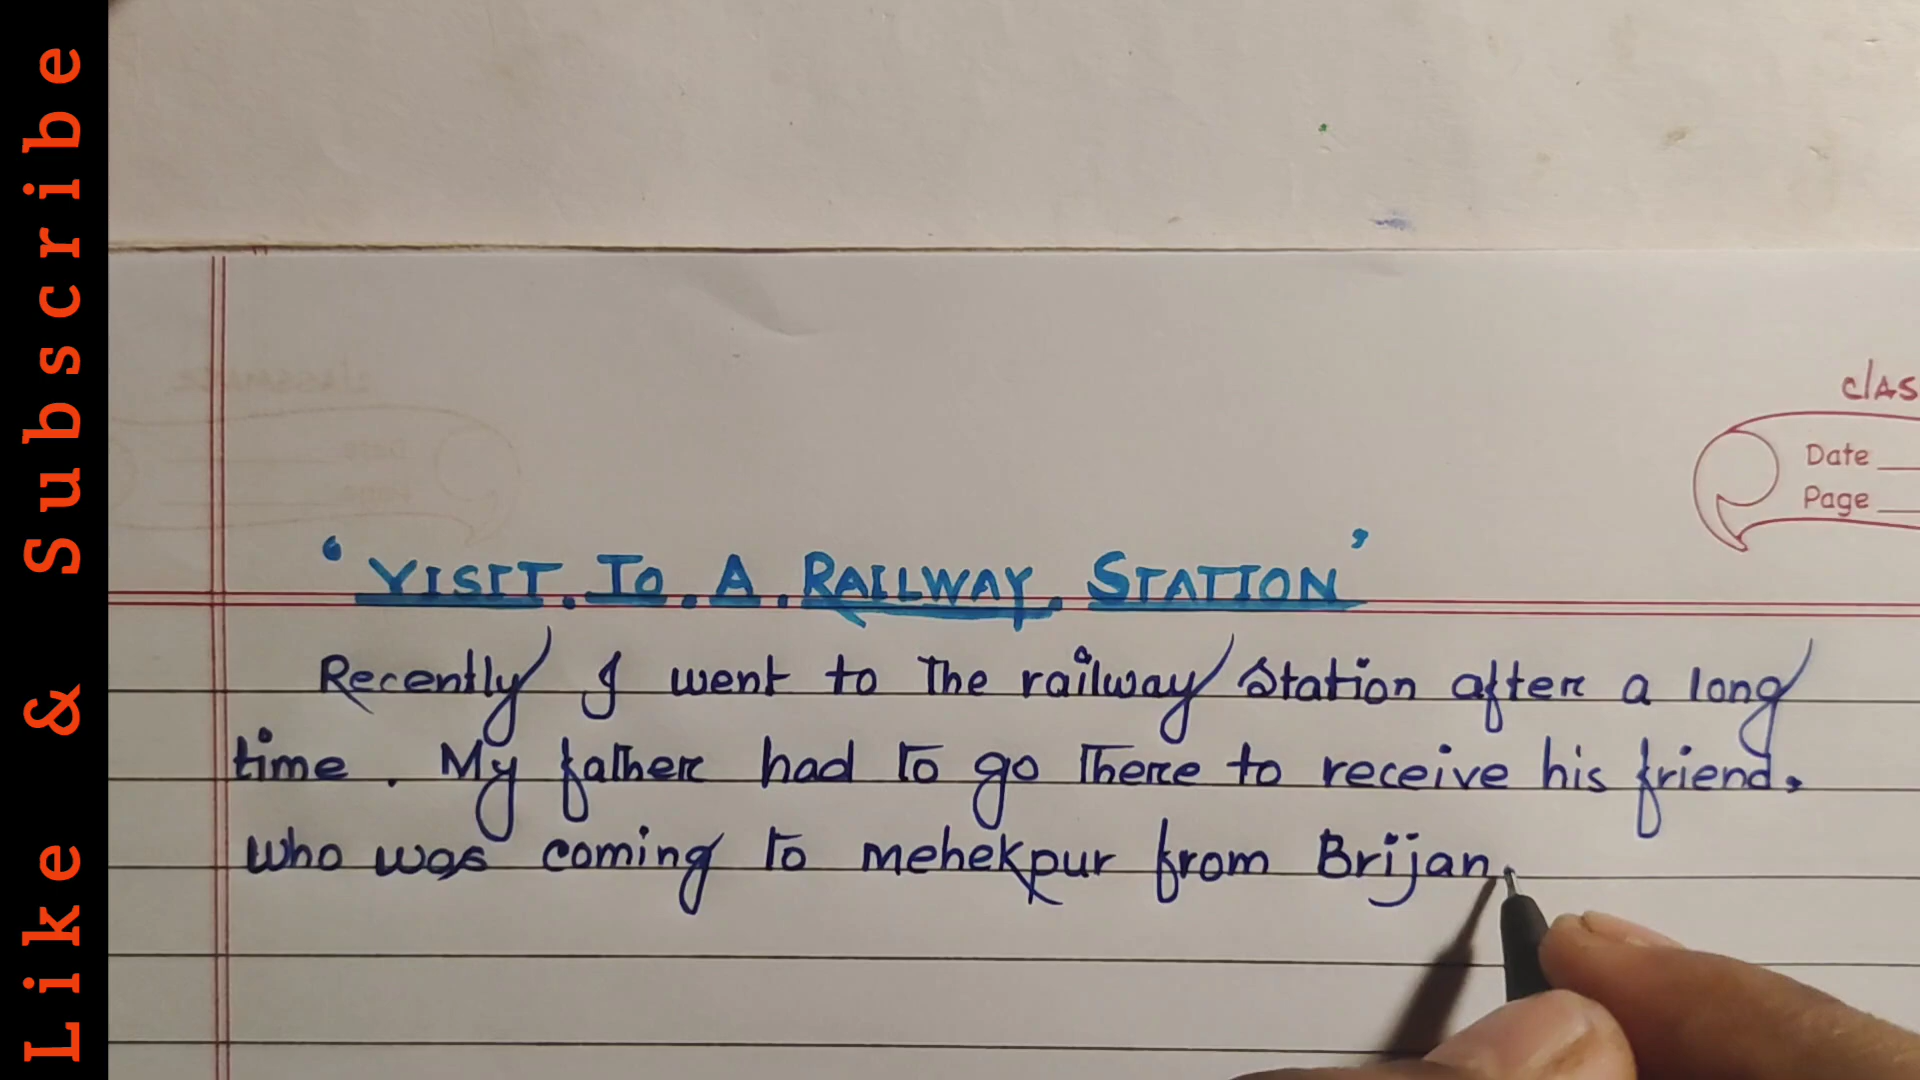 Like & Subscribe
clas
Date
Page
'VISIT TO A RAILWAY STATION'
Recently I went to the railway station after a long
time. My father had to go there to receive his friend,
who was coming to mehekpur from Brijan.